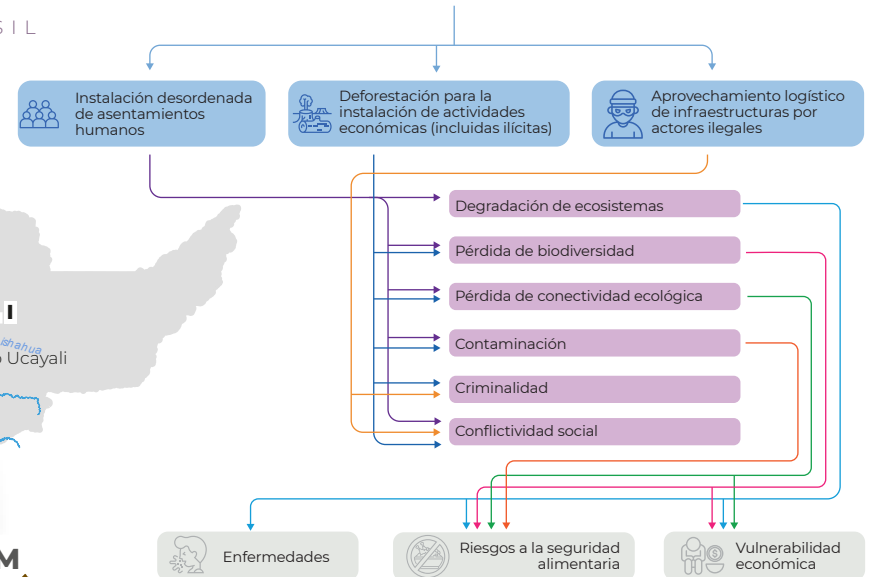 SIL
Instalación desordenada
de asentamientos
humanos
Deforestación para la
instalación de actividades
económicas (incluidas ilícitas)
Aprovechamiento logístico
de infraestructuras por
actores ilegales
Degradación de ecosistemas
Pérdida de biodiversidad
Pérdida de conectividad ecológica
Contaminación
Criminalidad
Conflictividad social
I
ishahua
Ucayali
M
Enfermedades
Riesgos a la seguridad
alimentaria
Vulnerabilidad
económica
$